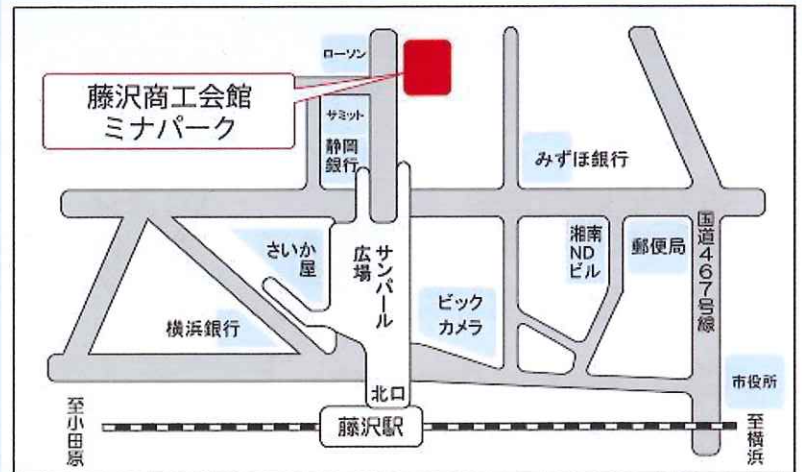 ローソン
藤沢商工会館
ミナパーク
サミット
静岡
銀行
みずほ銀行
さいか
屋
サンパール
広場
湘南
ND
ビル
郵便局
国道467号線
横浜銀行
ビック
カメラ
市役所
北口
藤沢駅
至小田原
至横浜